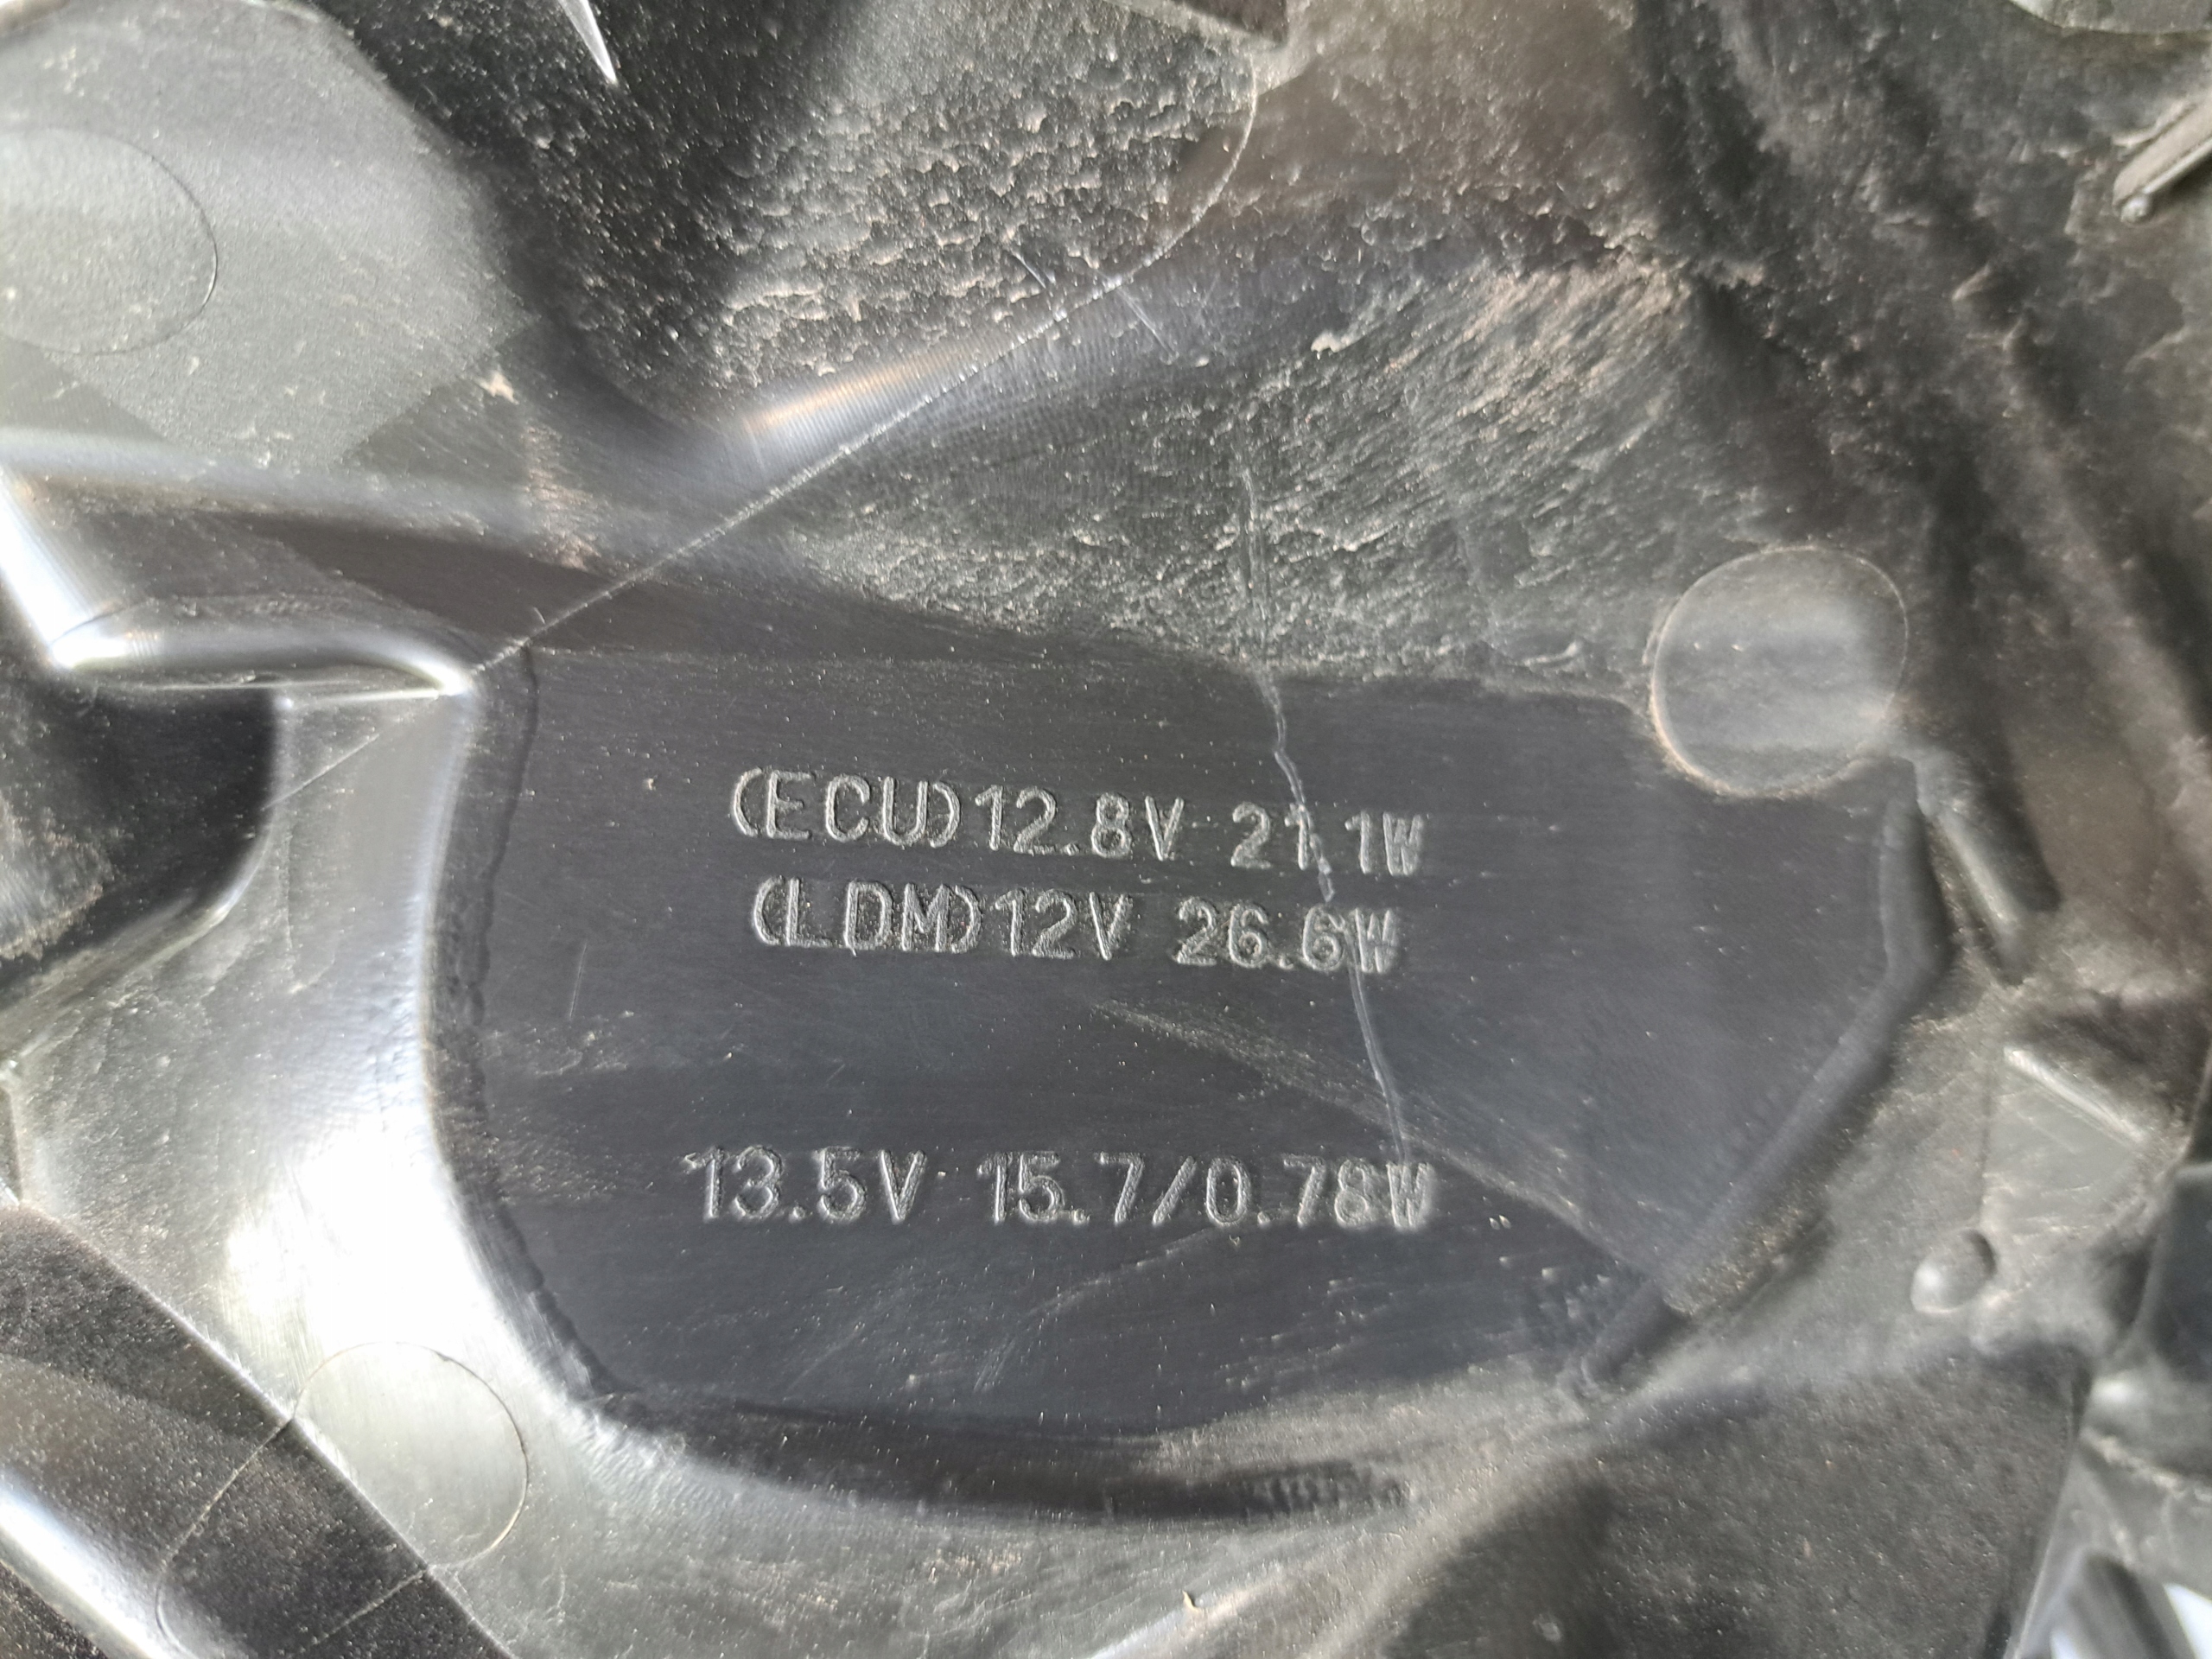 (ECU)12.8V 21.1W
(LDM)12V 26.6W
13.5V 15.7/0.78W